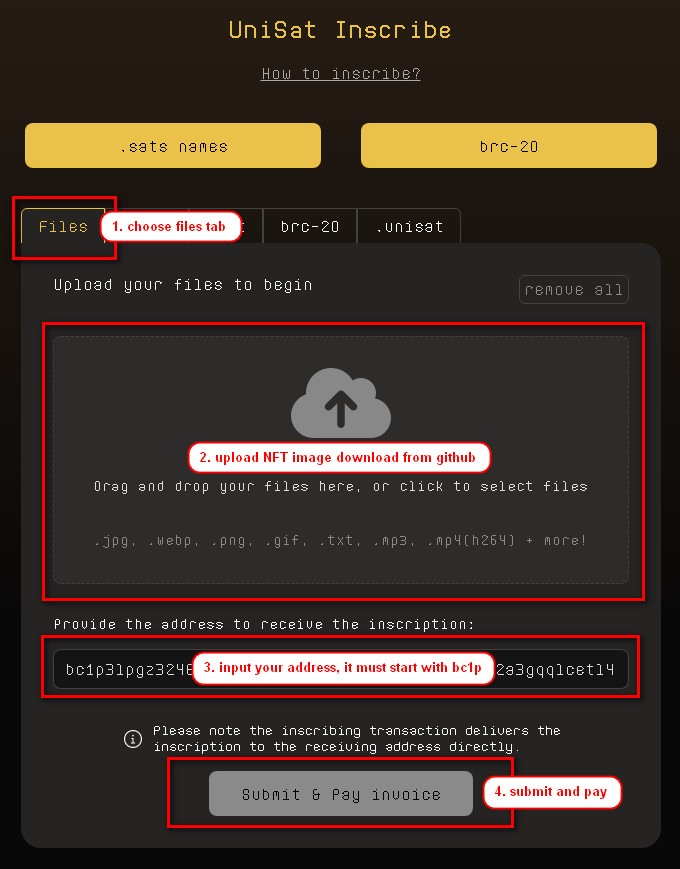 UniSat Inscribe
How to inscribe?
.sats names
brc-20
Files
1. choose files tab
brc-20
.unisat
Upload your files to begin
remove all
2. upload NFT image download from github
Drag and drop your files here, or click to select files
.jpg, .webp, .png, .gif, .txt, .mp3, .mp4(h264) + more!
Provide the address to receive the inscription:
bc1p3lpgz324
3. input your address, it must start with bc1p
2a3gqqlcetl4
Please note the inscribing transaction delivers the
inscription to the receiving address directly.
Submit & Pay invoice
4. submit and pay